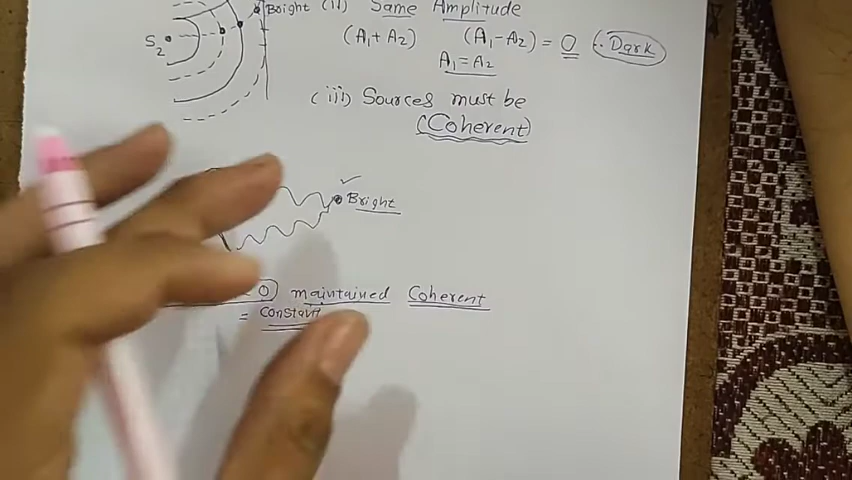 Bright (ii) Same Amplitude
S2
(A1 + A2) (A1 - A2) = 0 ∴ Dark
A1 = A2
(iii) Sources must be
(Coherent)
Bright
0 maintained Coherent
= Constant